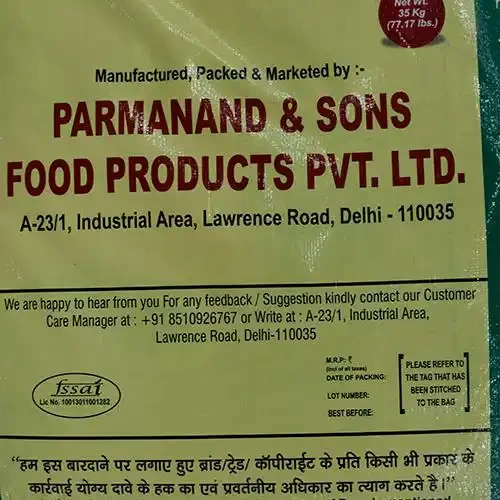 Net Wt.
35 Kg
(77.17 lbs.)
Manufactured, Packed & Marketed by :-
PARMANAND & SONS
FOOD PRODUCTS PVT. LTD.
A-23/1, Industrial Area, Lawrence Road, Delhi - 110035
We are happy to hear from you For any feedback / Suggestion kindly contact our Customer
Care Manager at : +91 8510926767 or Write at : A-23/1, Industrial Area,
Lawrence Road, Delhi-110035
fssai
Lic No. 10013011001282
M.R.P.: ₹
(Incl of all taxes)
DATE OF PACKING:
LOT NUMBER:
BEST BEFORE:
PLEASE REFER TO
THE TAG THAT HAS
BEEN STITCHED
TO THE BAG
“हम इस बारदाने पर लगाए हुए ब्रांड/ट्रेड/ कॉपीराईट के प्रति किसी भी प्रकार के
कार्रवाई योग्य दावे के हक का एवं प्रवर्तनीय अधिकार का त्याग करते है।”